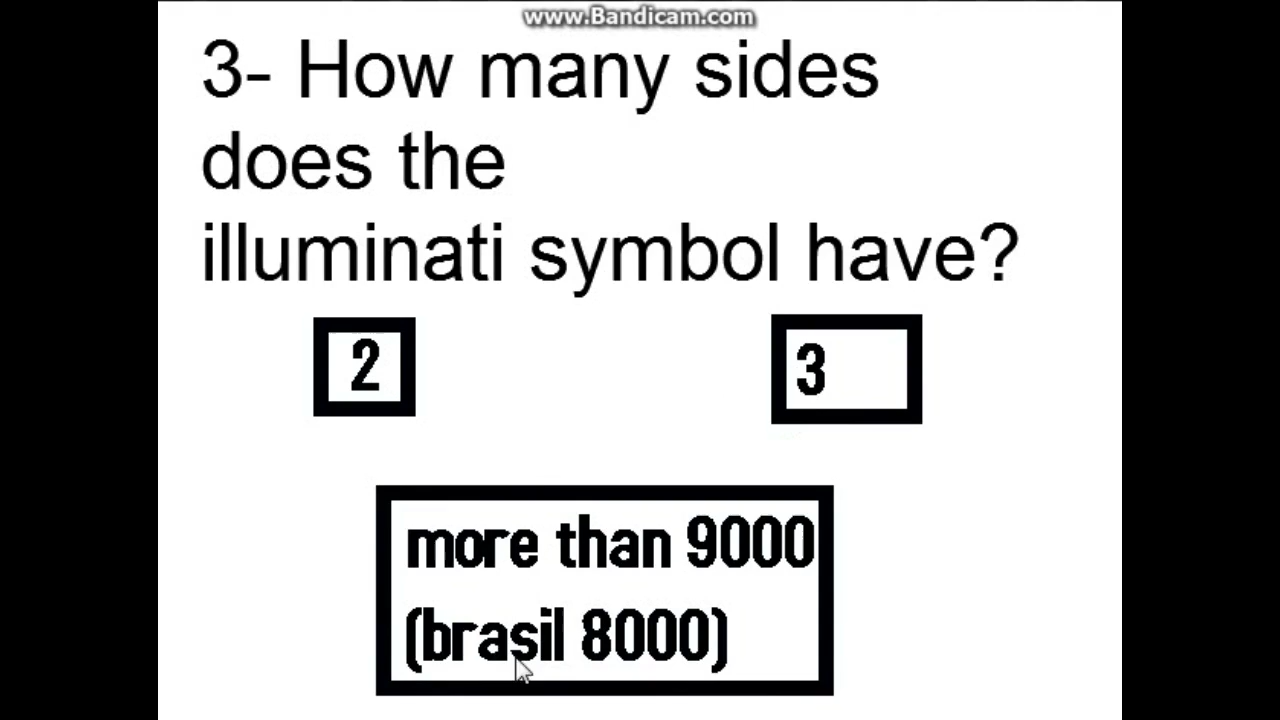 www.Bandicam.com
3- How many sides
does the
illuminati symbol have?
2
3
more than 9000
(brasil 8000)